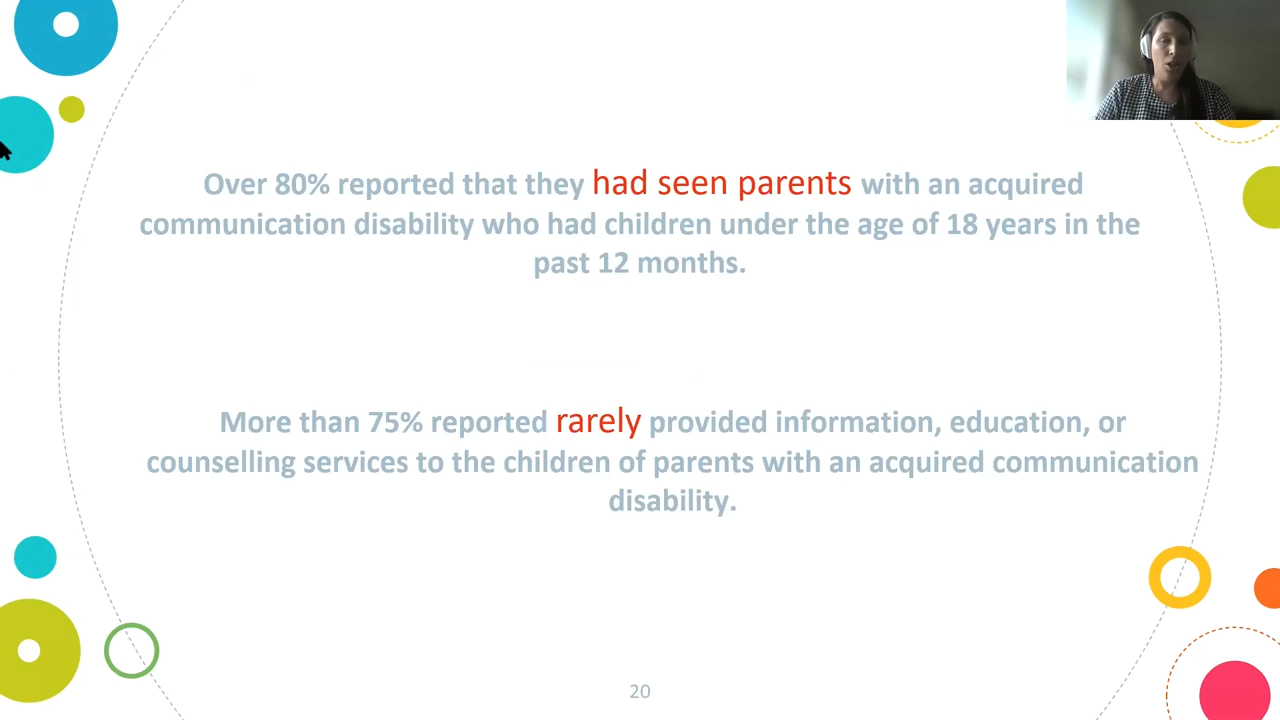 Over 80% reported that they had seen parents with an acquired
communication disability who had children under the age of 18 years in the
past 12 months.
More than 75% reported rarely provided information, education, or
counselling services to the children of parents with an acquired communication
disability.
20